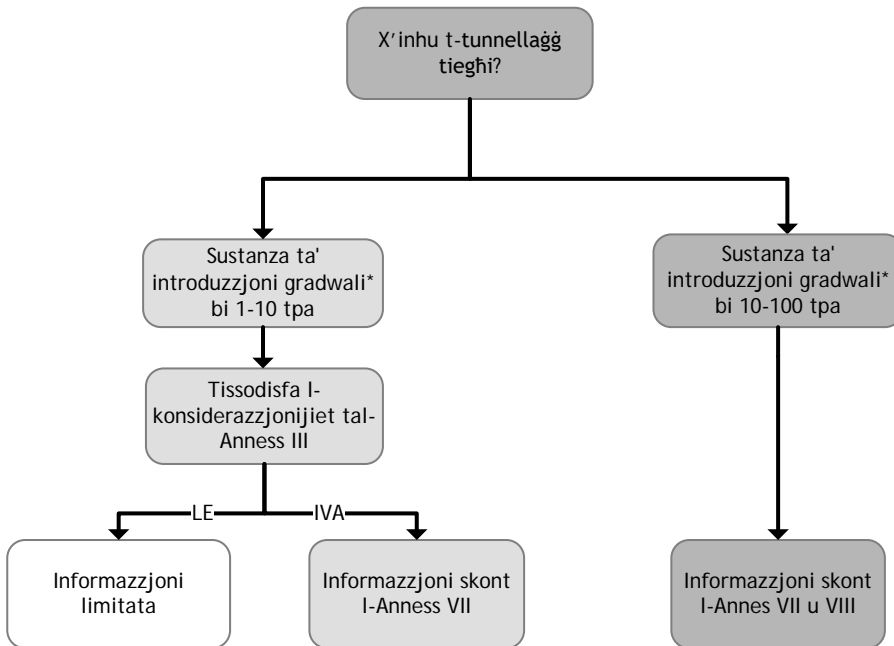 X'inhu t-tunnellaġġ
tiegħi?
Sustanza ta'
introduzzjoni gradwali*
bi 1-10 tpa
Sustanza ta'
introduzzjoni gradwali*
bi 10-100 tpa
Tissodisfa l-
konsiderazzjonijiet tal-
Anness III
LE
IVA
Informazzjoni
limitata
Informazzjoni skont
l-Anness VII
Informazzjoni skont
l-Annes VII u VIII